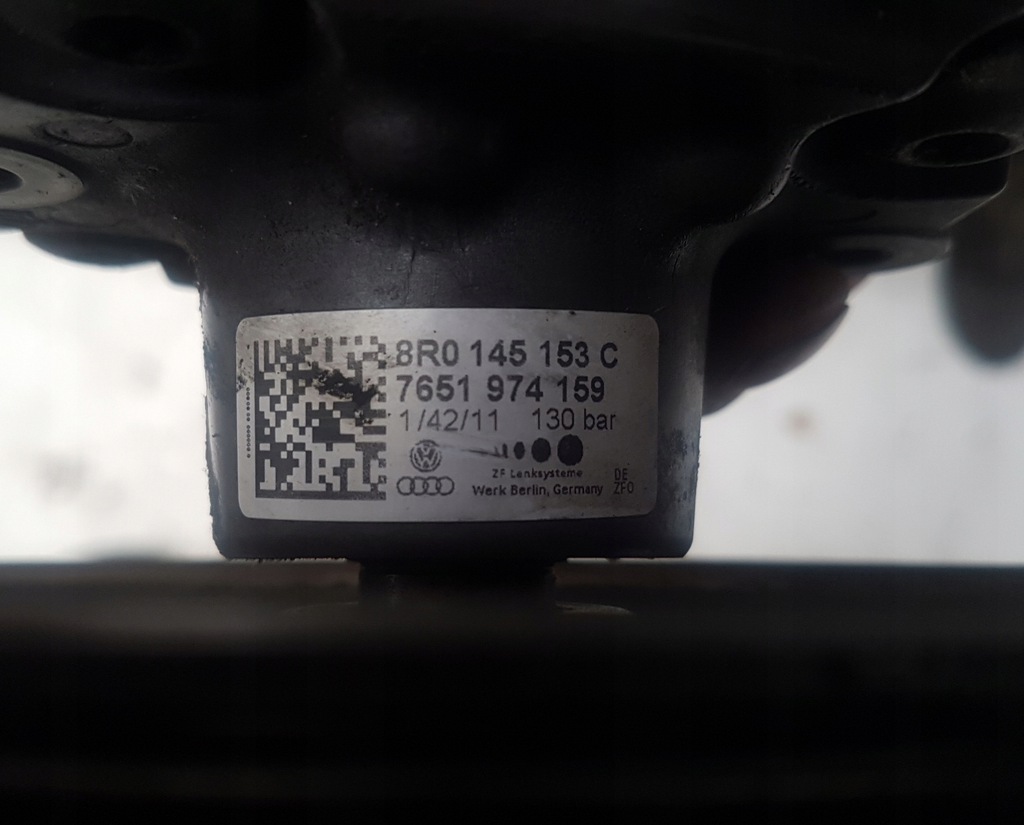 8R0 145 153 C
7651 974 159
1/42/11 130 bar
ZF Lenksysteme
Werk Berlin, Germany
DE
ZFO